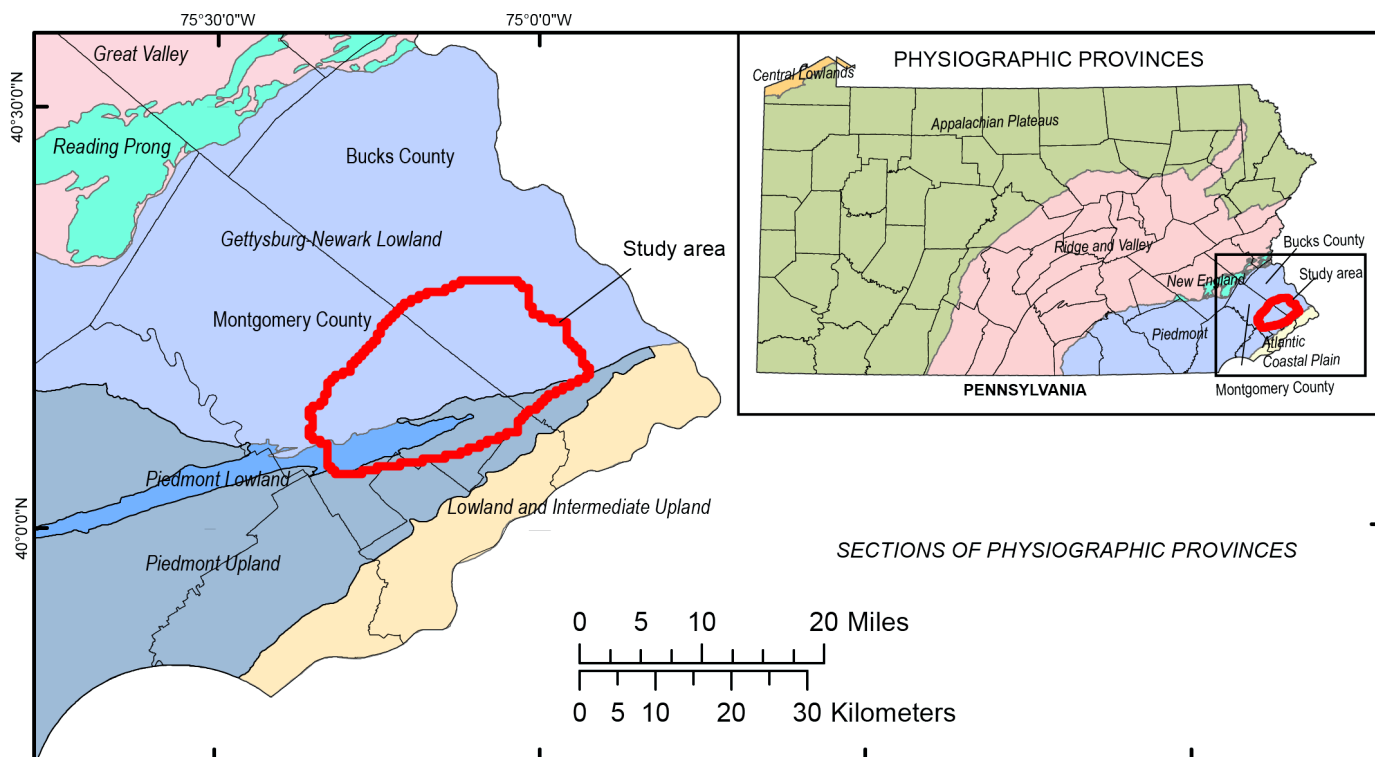 75°30'0"W
75°0'0"W
40°30'0"N
40°0'0"N
Great Valley
Reading Prong
Bucks County
Gettysburg-Newark Lowland
Study area
Montgomery County
Piedmont Lowland
Lowland and Intermediate Upland
Piedmont Upland
PHYSIOGRAPHIC PROVINCES
Central Lowlands
Appalachian Plateaus
Ridge and Valley
Bucks County
New England
Study area
Piedmont
Atlantic
Coastal Plain
PENNSYLVANIA
Montgomery County
SECTIONS OF PHYSIOGRAPHIC PROVINCES
0 5 10 20 Miles
0 5 10 20 30 Kilometers